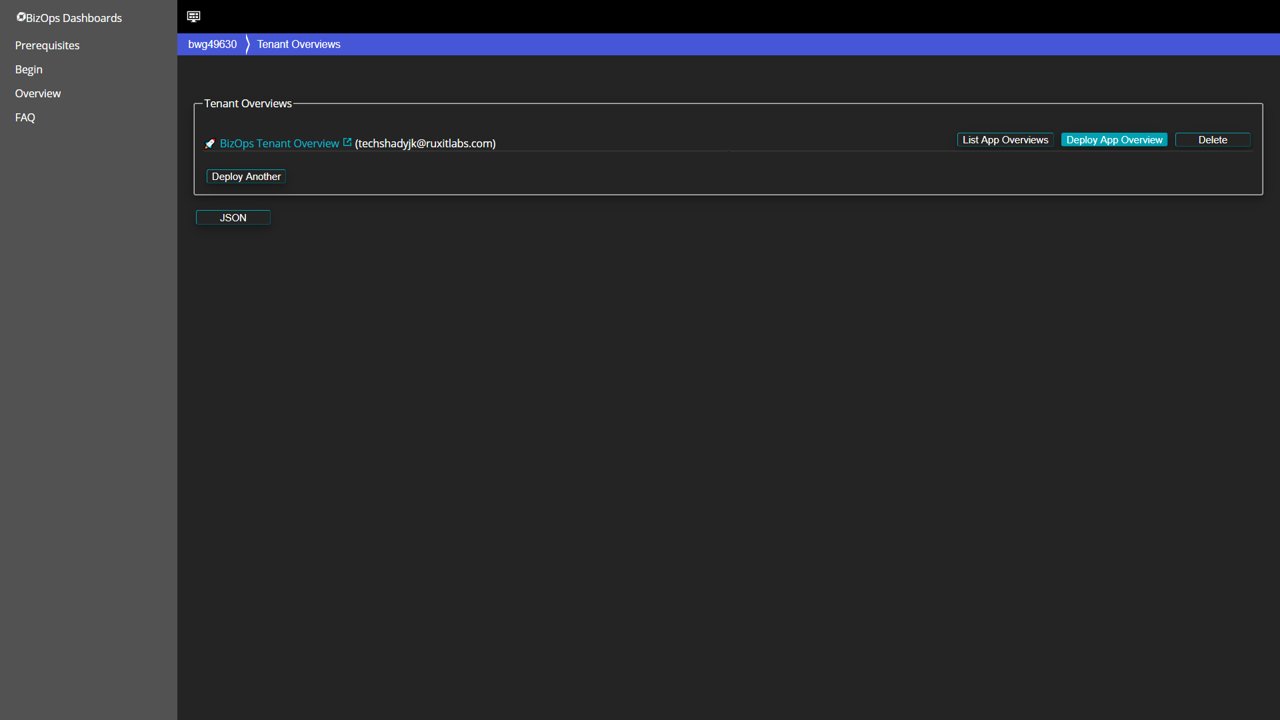 BizOps Dashboards
Prerequisites
Begin
Overview
FAQ
bwg49630 Tenant Overviews
Tenant Overviews
BizOps Tenant Overview (techshadyjk@ruxitlabs.com) List App Overviews Deploy App Overview Delete
Deploy Another
JSON